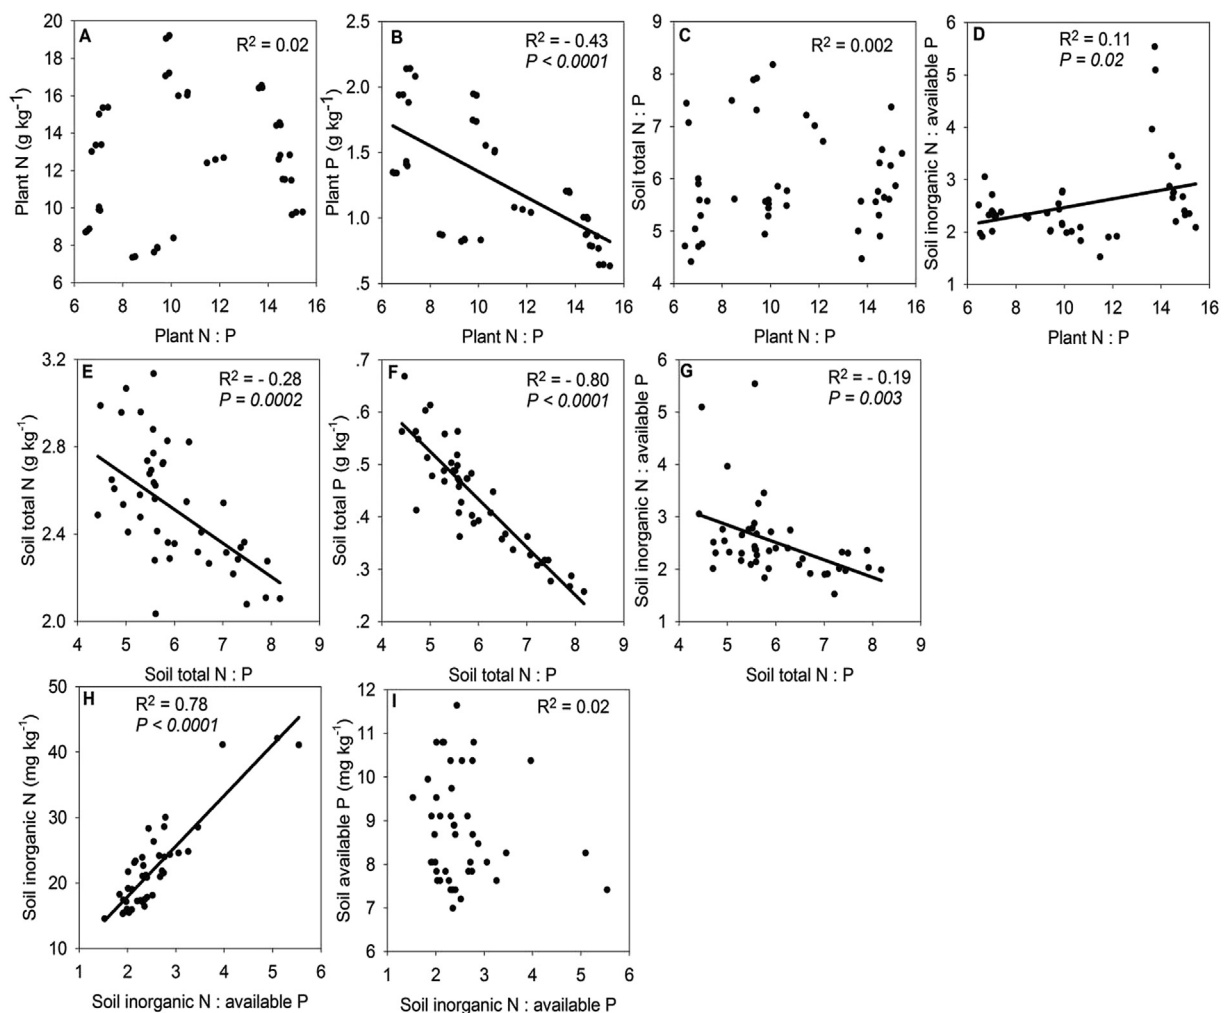 A
R² = 0.02
Plant N (g kg⁻¹)
20
18
16
14
12
10
8
6
4 6 8 10 12 14 16
Plant N : P
B
R² = - 0.43
P < 0.0001
Plant P (g kg⁻¹)
2.5
2.0
1.5
1.0
.5
6 8 10 12 14 16
Plant N : P
C
R² = 0.002
Soil total N : P
9
8
7
6
5
4
6 8 10 12 14 16
Plant N : P
D
R² = 0.11
P = 0.02
Soil inorganic N : available P
6
5
4
3
2
1
6 8 10 12 14 16
Plant N : P
E
R² = - 0.28
P = 0.0002
Soil total N (g kg⁻¹)
3.2
2.8
2.4
2.0
4 5 6 7 8 9
Soil total N : P
F
R² = - 0.80
P < 0.0001
Soil total P (g kg⁻¹)
.7
.6
.5
.4
.3
.2
4 5 6 7 8 9
Soil total N : P
G
R² = - 0.19
P = 0.003
Soil inorganic N : available P
6
5
4
3
2
1
4 5 6 7 8 9
Soil total N : P
H
R² = 0.78
P < 0.0001
Soil inorganic N (mg kg⁻¹)
50
40
30
20
10
1 2 3 4 5 6
Soil inorganic N : available P
I
R² = 0.02
Soil available P (mg kg⁻¹)
12
11
10
9
8
7
6
1 2 3 4 5 6
Soil inorganic N : available P